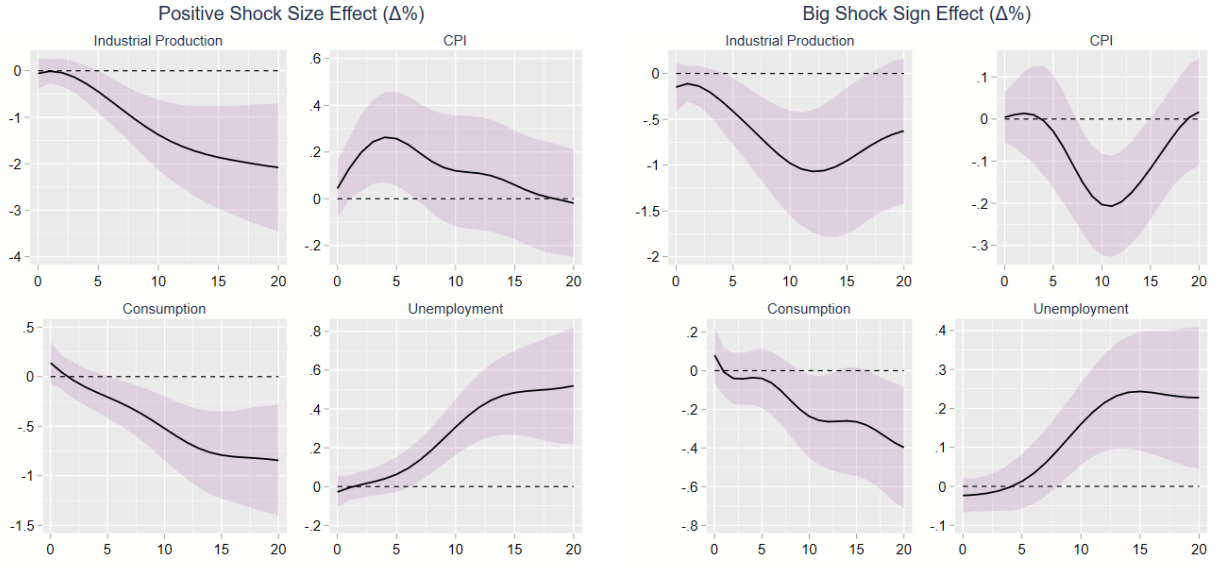 Positive Shock Size Effect (Δ%)
Industrial Production
0
-1
-2
-3
-4
0 5 10 15 20
CPI
.6
.4
.2
0
-.2
0 5 10 15 20
Consumption
.5
0
-.5
-1
-1.5
0 5 10 15 20
Unemployment
.8
.6
.4
.2
0
-.2
0 5 10 15 20
Big Shock Sign Effect (Δ%)
Industrial Production
0
-.5
-1
-1.5
-2
0 5 10 15 20
CPI
.1
0
-.1
-.2
-.3
0 5 10 15 20
Consumption
.2
0
-.2
-.4
-.6
-.8
0 5 10 15 20
Unemployment
.4
.3
.2
.1
0
-.1
0 5 10 15 20